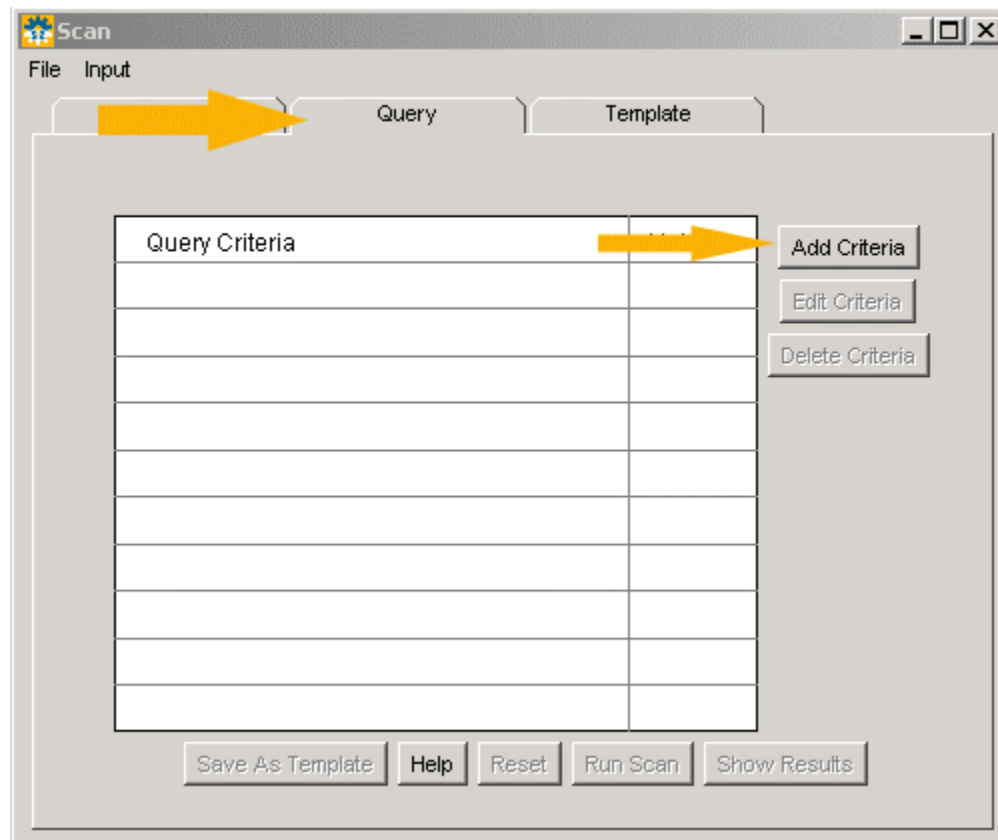 Scan
File Input
Query Template
Query Criteria
Add Criteria
Edit Criteria
Delete Criteria
Save As Template Help Reset Run Scan Show Results